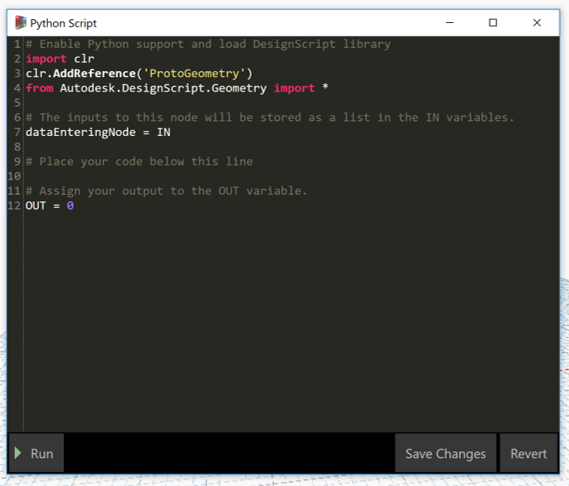 Python Script
1 # Enable Python support and load DesignScript library
2 import clr
3 clr.AddReference('ProtoGeometry')
4 from Autodesk.DesignScript.Geometry import *
5
6 # The inputs to this node will be stored as a list in the IN variables.
7 dataEnteringNode = IN
8
9 # Place your code below this line
10
11 # Assign your output to the OUT variable.
12 OUT = 0
Run Save Changes Revert